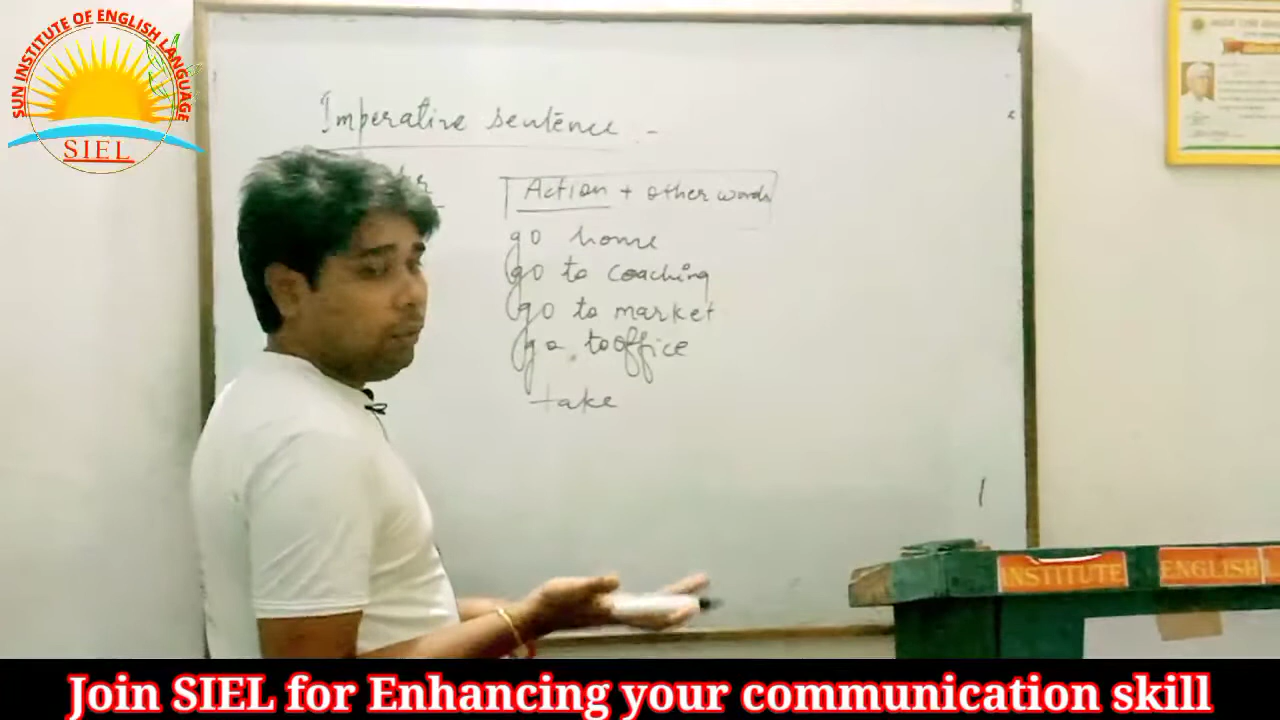 SUN INSTITUTE OF ENGLISH LANGUAGE
SIEL
Imperative sentence -
Action + other words
go home
go to coaching
go to market
go to office
take
INSTITUTE
ENGLISH
Join SIEL for Enhancing your communication skill